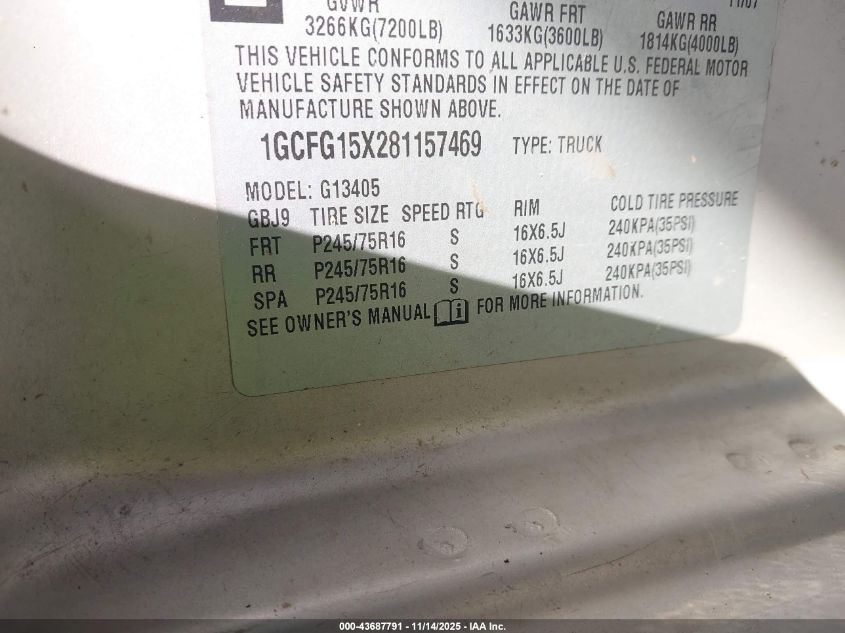 GVWR GAWR FRT GAWR RR
3266KG(7200LB) 1633KG(3600LB) 1814KG(4000LB)
THIS VEHICLE CONFORMS TO ALL APPLICABLE U.S. FEDERAL MOTOR
VEHICLE SAFETY STANDARDS IN EFFECT ON THE DATE OF
MANUFACTURE SHOWN ABOVE.
1GCFG15X281157469 TYPE: TRUCK
MODEL: G13405
GBJ9 TIRE SIZE SPEED RTG RIM COLD TIRE PRESSURE
FRT P245/75R16 S 16X6.5J 240KPA(35PSI)
RR P245/75R16 S 16X6.5J 240KPA(35PSI)
SPA P245/75R16 S 16X6.5J 240KPA(35PSI)
SEE OWNER'S MANUAL FOR MORE INFORMATION.
000-43687791 - 11/14/2025 - IAA Inc.